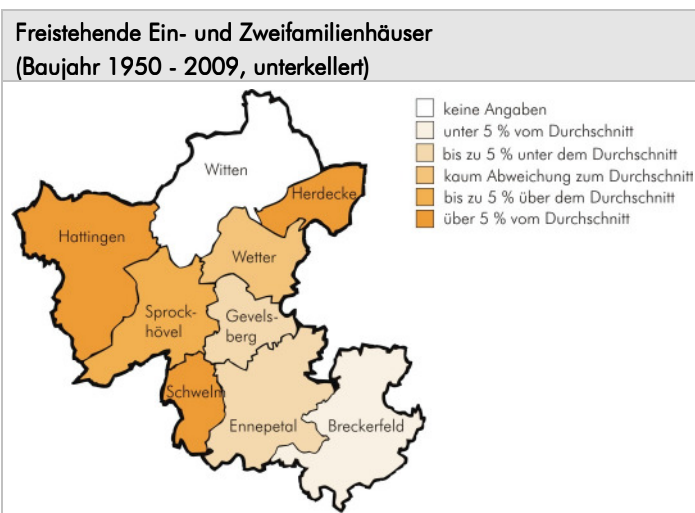 Freistehende Ein- und Zweifamilienhäuser
(Baujahr 1950 - 2009, unterkellert)
keine Angaben
unter 5 % vom Durchschnitt
bis zu 5 % unter dem Durchschnitt
kaum Abweichung zum Durchschnitt
bis zu 5 % über dem Durchschnitt
über 5 % vom Durchschnitt
Witten
Herdecke
Hattingen
Wetter
Sprock-
hövel
Gevels-
berg
Schwelm
Ennepetal
Breckerfeld